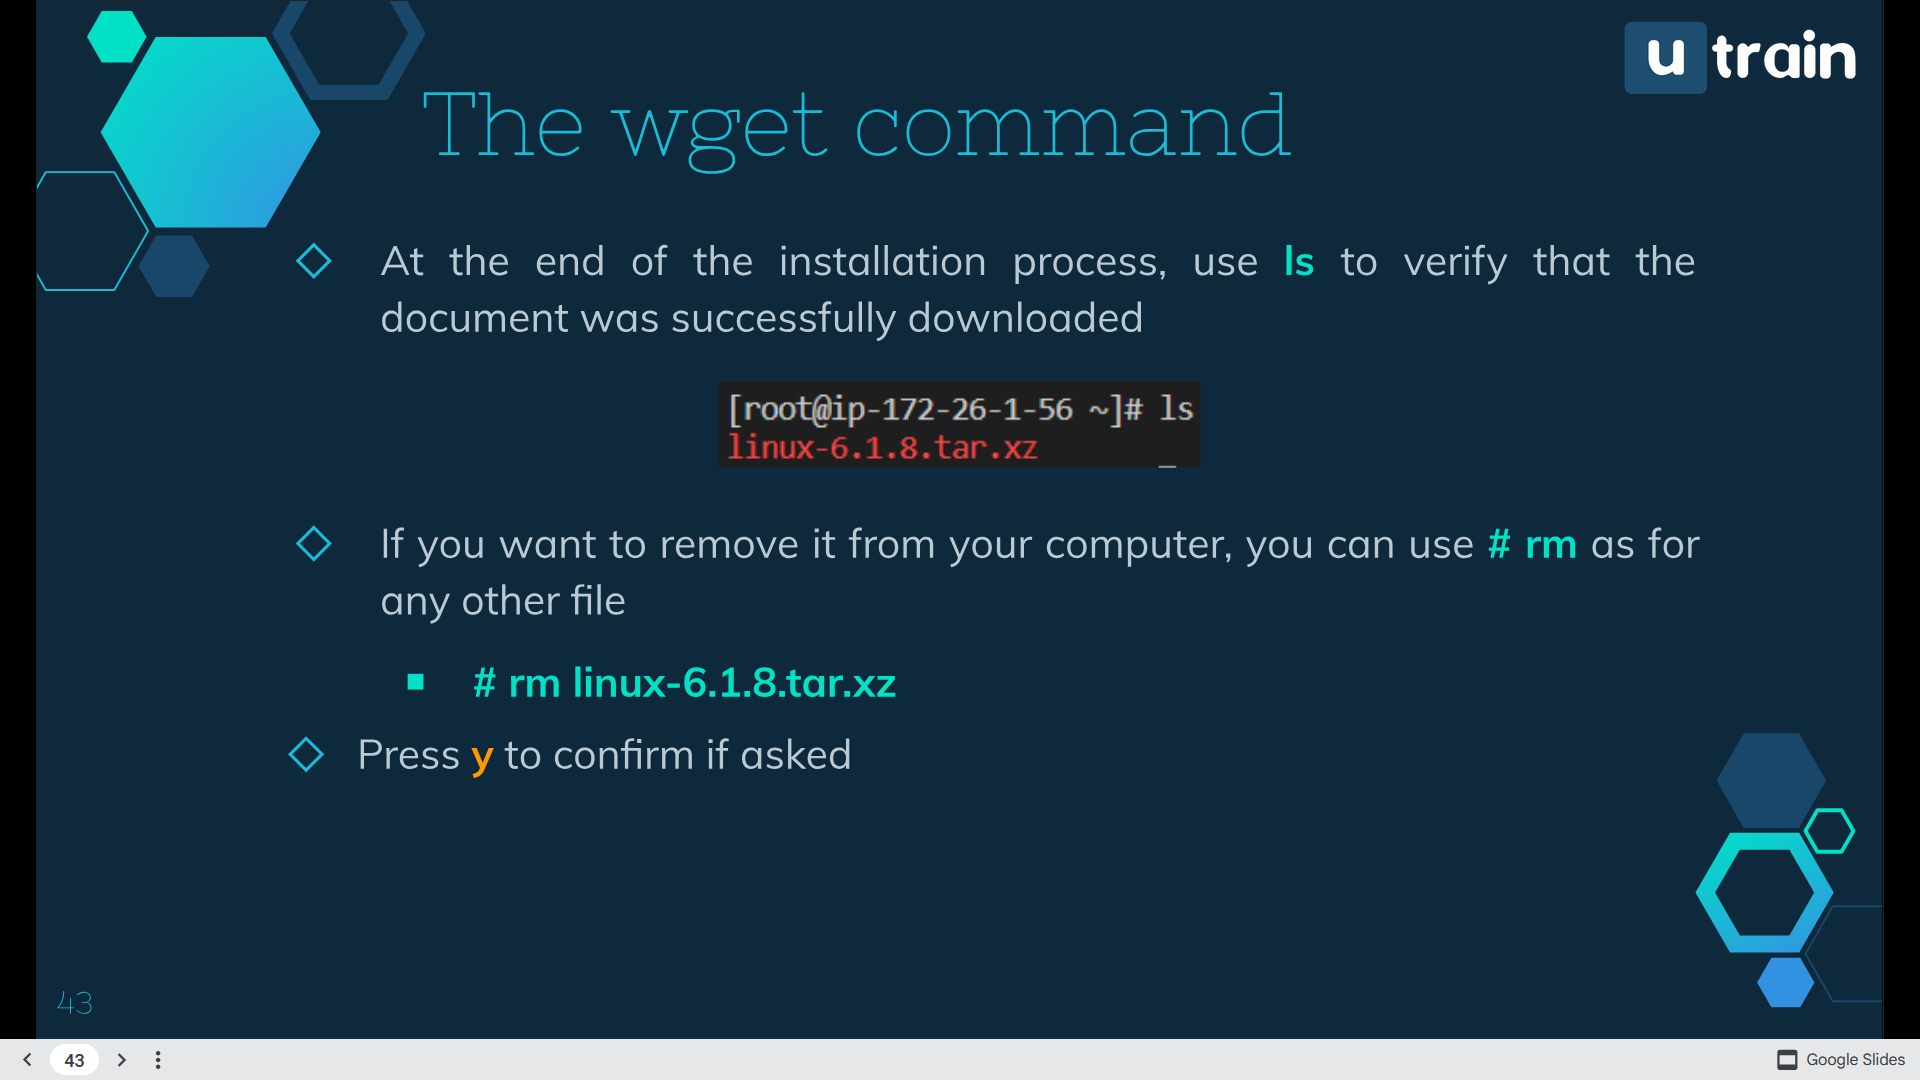 u train
The wget command
At the end of the installation process, use ls to verify that the
document was successfully downloaded
[root@ip-172-26-1-56 ~]# ls
linux-6.1.8.tar.xz
If you want to remove it from your computer, you can use # rm as for
any other file
# rm linux-6.1.8.tar.xz
Press y to confirm if asked
43
43
Google Slides